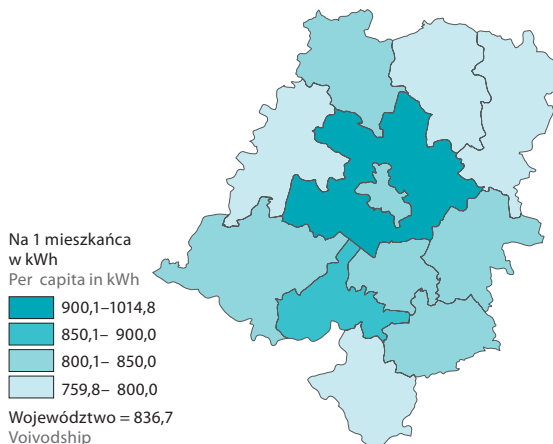 Na 1 mieszkańca
w kWh
Per capita in kWh
900,1–1014,8
850,1– 900,0
800,1– 850,0
759,8– 800,0
Województwo = 836,7
Voivodship